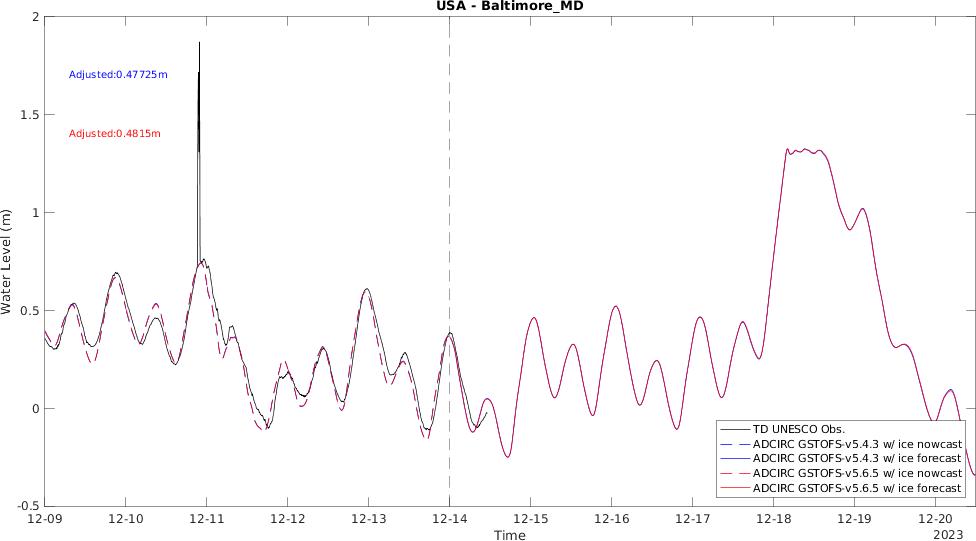 USA - Baltimore_MD
2
1.5
1
0.5
0
-0.5
Water Level (m)
Adjusted:0.47725m
Adjusted:0.4815m
TD UNESCO Obs.
ADCIRC GSTOFS-v5.4.3 w/ ice nowcast
ADCIRC GSTOFS-v5.4.3 w/ ice forecast
ADCIRC GSTOFS-v5.6.5 w/ ice nowcast
ADCIRC GSTOFS-v5.6.5 w/ ice forecast
12-09 12-10 12-11 12-12 12-13 12-14 12-15 12-16 12-17 12-18 12-19 12-20
Time
2023